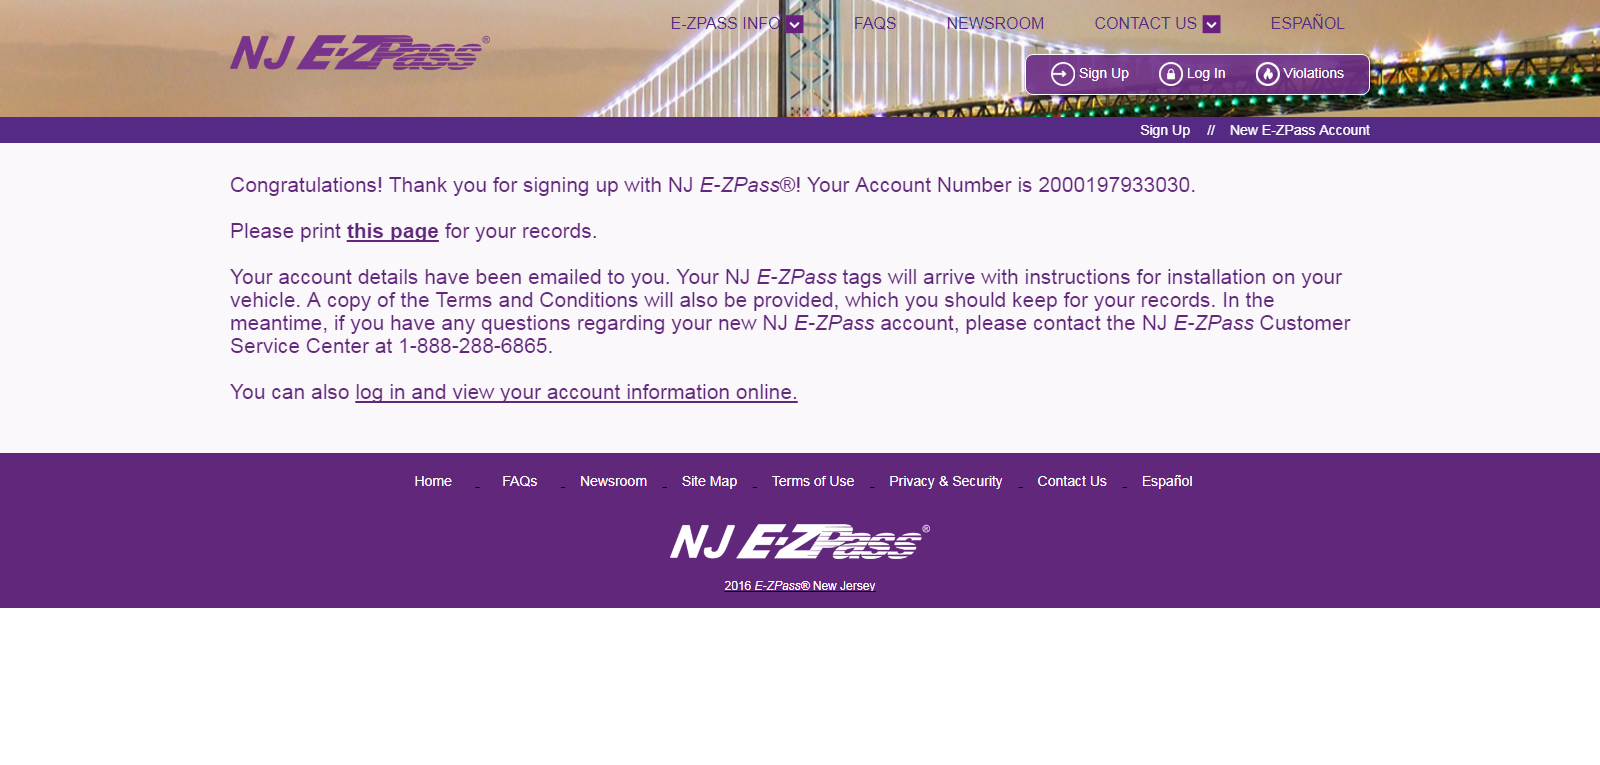 E-ZPASS INFO FAQS NEWSROOM CONTACT US ESPAÑOL
NJ E-ZPass®
Sign Up Log In Violations
Sign Up // New E-ZPass Account
Congratulations! Thank you for signing up with NJ E-ZPass®! Your Account Number is 2000197933030.
Please print this page for your records.
Your account details have been emailed to you. Your NJ E-ZPass tags will arrive with instructions for installation on your
vehicle. A copy of the Terms and Conditions will also be provided, which you should keep for your records. In the
meantime, if you have any questions regarding your new NJ E-ZPass account, please contact the NJ E-ZPass Customer
Service Center at 1-888-288-6865.
You can also log in and view your account information online.
Home FAQs Newsroom Site Map Terms of Use Privacy & Security Contact Us Español
NJ E-ZPass®
2016 E-ZPass® New Jersey